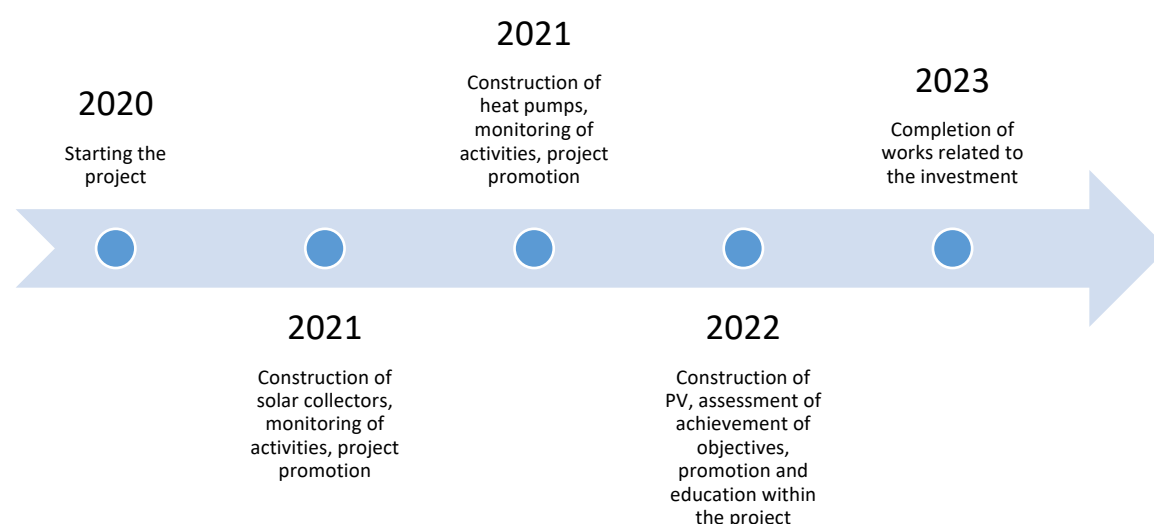 2020
Starting the
project
2021
Construction of
solar collectors,
monitoring of
activities, project
promotion
2021
Construction of
heat pumps,
monitoring of
activities, project
promotion
2022
Construction of
PV, assessment of
achievement of
objectives,
promotion and
education within
the project
2023
Completion of
works related to
the investment